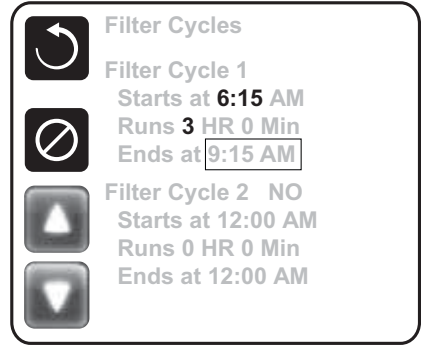 Filter Cycles
Filter Cycle 1
Starts at 6:15 AM
Runs 3 HR 0 Min
Ends at 9:15 AM
Filter Cycle 2 NO
Starts at 12:00 AM
Runs 0 HR 0 Min
Ends at 12:00 AM